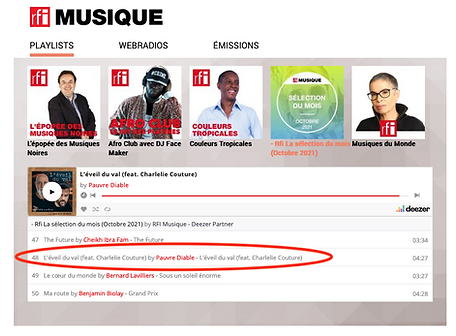 rfi MUSIQUE
PLAYLISTS WEBRADIOS ÉMISSIONS
rfi
L'ÉPOPÉE DES
MUSIQUES NOIRES
rfi
AFRO CLUB
rfi
COULEURS
TROPICALES
rfi MUSIQUE
SÉLECTION
DU MOIS
OCTOBRE
2021
rfi
L'épopée des Musiques
Noires
Afro Club avec DJ Face
Maker
Couleurs Tropicales
- Rfi La sélection du mois
(Octobre 2021)
Musiques du Monde
L'éveil du val (feat. Charlelie Couture)
by Pauvre Diable
deezer
- Rfi La sélection du mois (Octobre 2021) by RFI Musique - Deezer Partner
47 The Future by Cheikh Ibra Fam - The Future 03:34
48 L'éveil du val (feat. Charlelie Couture) by Pauvre Diable - L'éveil du val (feat. Charlelie Couture) 04:27
49 Le cœur du monde by Bernard Lavilliers - Sous un soleil énorme 03:27
50 Ma route by Benjamin Biolay - Grand Prix 04:28